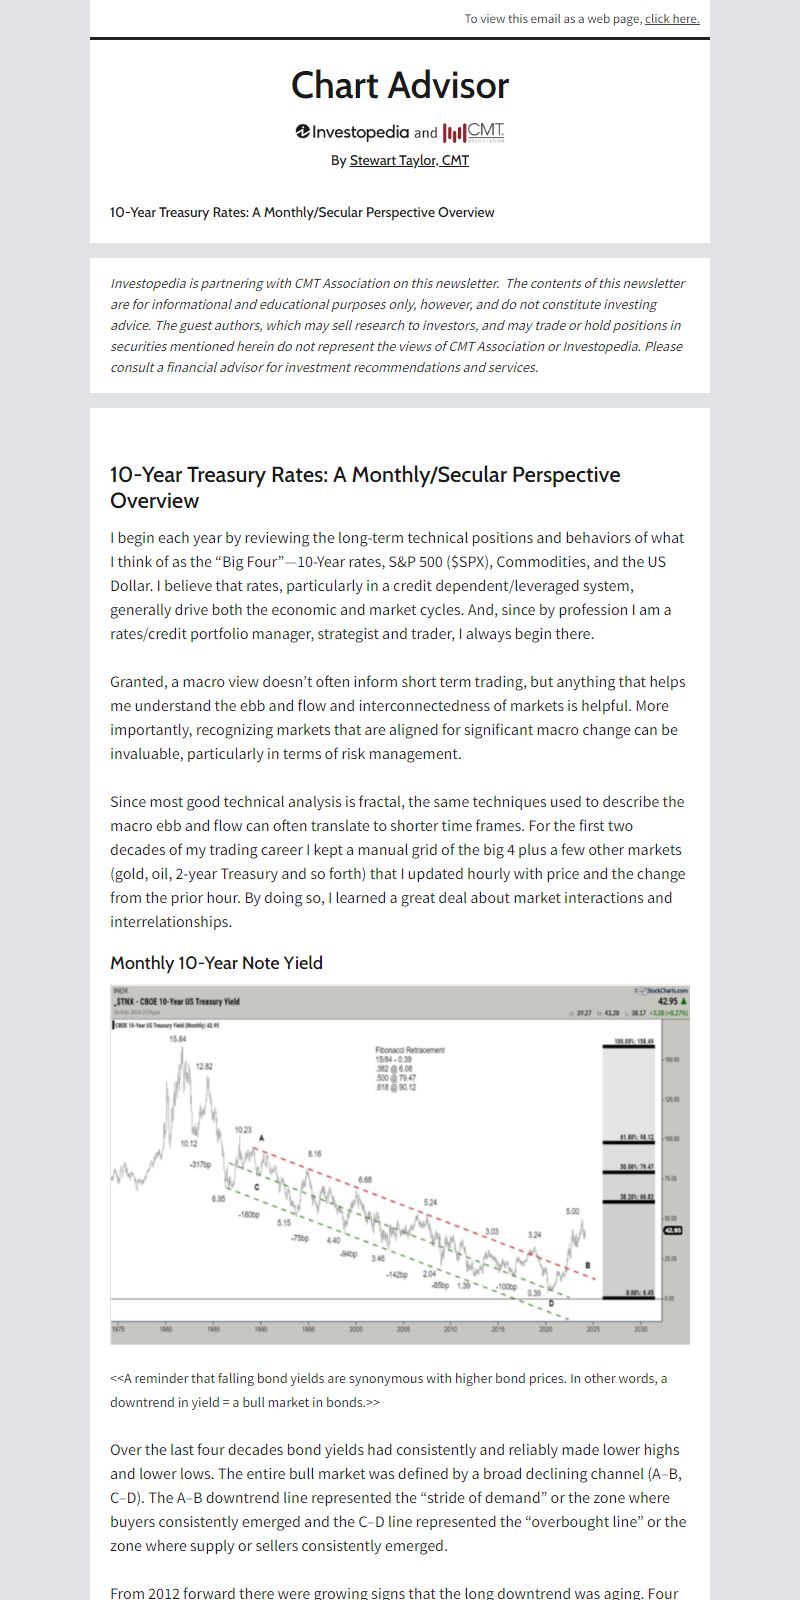 To view this email as a web page, click here.
Chart Advisor
Investopedia and CMT ASSOCIATION
By Stewart Taylor, CMT
10-Year Treasury Rates: A Monthly/Secular Perspective Overview
Investopedia is partnering with CMT Association on this newsletter. The contents of this newsletter
are for informational and educational purposes only, however, and do not constitute investing
advice. The guest authors, which may sell research to investors, and may trade or hold positions in
securities mentioned herein do not represent the views of CMT Association or Investopedia. Please
consult a financial advisor for investment recommendations and services.
10-Year Treasury Rates: A Monthly/Secular Perspective
Overview
I begin each year by reviewing the long-term technical positions and behaviors of what
I think of as the “Big Four”—10-Year rates, S&P 500 ($SPX), Commodities, and the US
Dollar. I believe that rates, particularly in a credit dependent/leveraged system,
generally drive both the economic and market cycles. And, since by profession I am a
rates/credit portfolio manager, strategist and trader, I always begin there.
Granted, a macro view doesn’t often inform short term trading, but anything that helps
me understand the ebb and flow and interconnectedness of markets is helpful. More
importantly, recognizing markets that are aligned for significant macro change can be
invaluable, particularly in terms of risk management.
Since most good technical analysis is fractal, the same techniques used to describe the
macro ebb and flow can often translate to shorter time frames. For the first two
decades of my trading career I kept a manual grid of the big 4 plus a few other markets
(gold, oil, 2-year Treasury and so forth) that I updated hourly with price and the change
from the prior hour. By doing so, I learned a great deal about market interactions and
interrelationships.
Monthly 10-Year Note Yield
INDX
© StockCharts.com
_$TNX - CBOE 10-Year US Treasury Yield
42.95
O: 39.27 H: 43.28 L: 38.17 +3.28 (+8.27%)
CBOE 10-Year US Treasury Yield (Monthly) 42.95
15.84
Fibonacci Retracement
15/84 - 0.39
.382 @ 6.08
.500 @ 79.47
.618 @ 90.12
12.82
10.12
-317bp
10.23
A
8.16
6.95
C
-180bp
5.15
-75bp
4.40
-94bp
6.68
3.46
-142bp
5.24
2.04
-65bp
1.39
3.03
-100bp
3.24
0.39
D
5.00
B
61.80%: 98.12
50.00%: 79.47
38.20%: 60.82
150.00
125.00
100.00
75.00
50.00
42.95
25.00
0.00
1975 1980 1985 1990 1995 2000 2005 2010 2015 2020 2025 2030
<<A reminder that falling bond yields are synonymous with higher bond prices. In other words, a
downtrend in yield = a bull market in bonds.>>
Over the last four decades bond yields had consistently and reliably made lower highs
and lower lows. The entire bull market was defined by a broad declining channel (A–B,
C–D). The A–B downtrend line represented the “stride of demand” or the zone where
buyers consistently emerged and the C–D line represented the “overbought line” or the
zone where supply or sellers consistently emerged.
From 2012 forward there were growing signs that the long downtrend was aging. Four